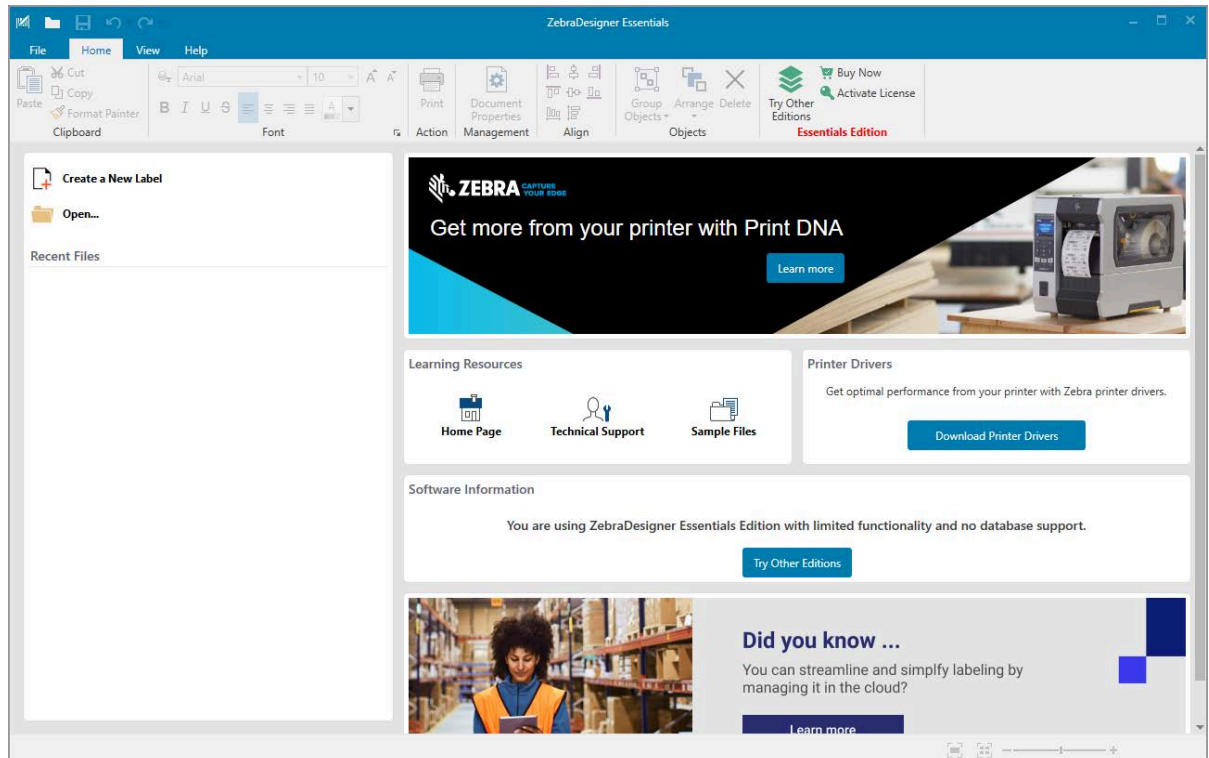 ZebraDesigner Essentials
File Home View Help
Paste
Cut
Copy
Format Painter
Clipboard
Arial 10
B I U S
Font
Print
Action
Document
Properties
Management
Align
Group
Objects
Arrange
Delete
Objects
Try Other
Editions
Buy Now
Activate License
Essentials Edition
Create a New Label
Open...
Recent Files
ZEBRA CAPTURE
YOUR EDGE
Get more from your printer with Print DNA
Learn more
Learning Resources
Home Page
Technical Support
Sample Files
Printer Drivers
Get optimal performance from your printer with Zebra printer drivers.
Download Printer Drivers
Software Information
You are using ZebraDesigner Essentials Edition with limited functionality and no database support.
Try Other Editions
Did you know ...
You can streamline and simplfy labeling by
managing it in the cloud?
Learn more